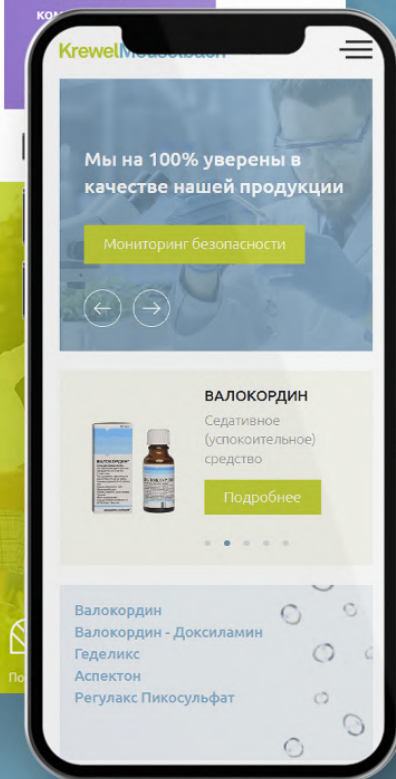 KrewelMeuselbach
Мы на 100% уверены в
качестве нашей продукции
Мониторинг безопасности
ВАЛОКОРДИН
Седативное
(успокоительное)
средство
Подробнее
ВАЛОКОРДИН
Валокордин
Валокордин - Доксиламин
Геделикс
Аспектон
Регулакс Пикосульфат